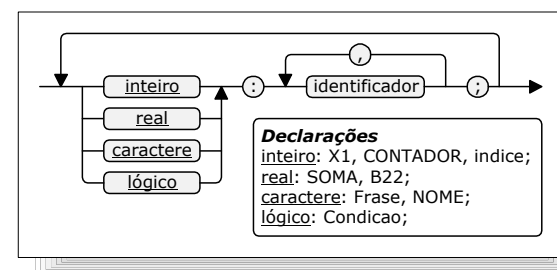 ,
inteiro : identificador ;
real
caractere
lógico
Declarações
inteiro: X1, CONTADOR, indice;
real: SOMA, B22;
caractere: Frase, NOME;
lógico: Condicao;